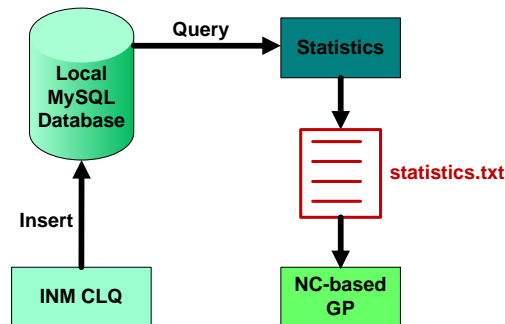 Query
Local
MySQL
Database
Statistics
statistics.txt
Insert
INM CLQ
NC-based
GP